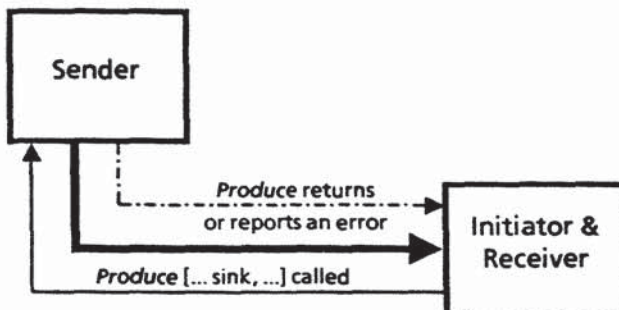 Sender
Produce returns
or reports an error
Initiator &
Receiver
Produce [... sink, ...] called